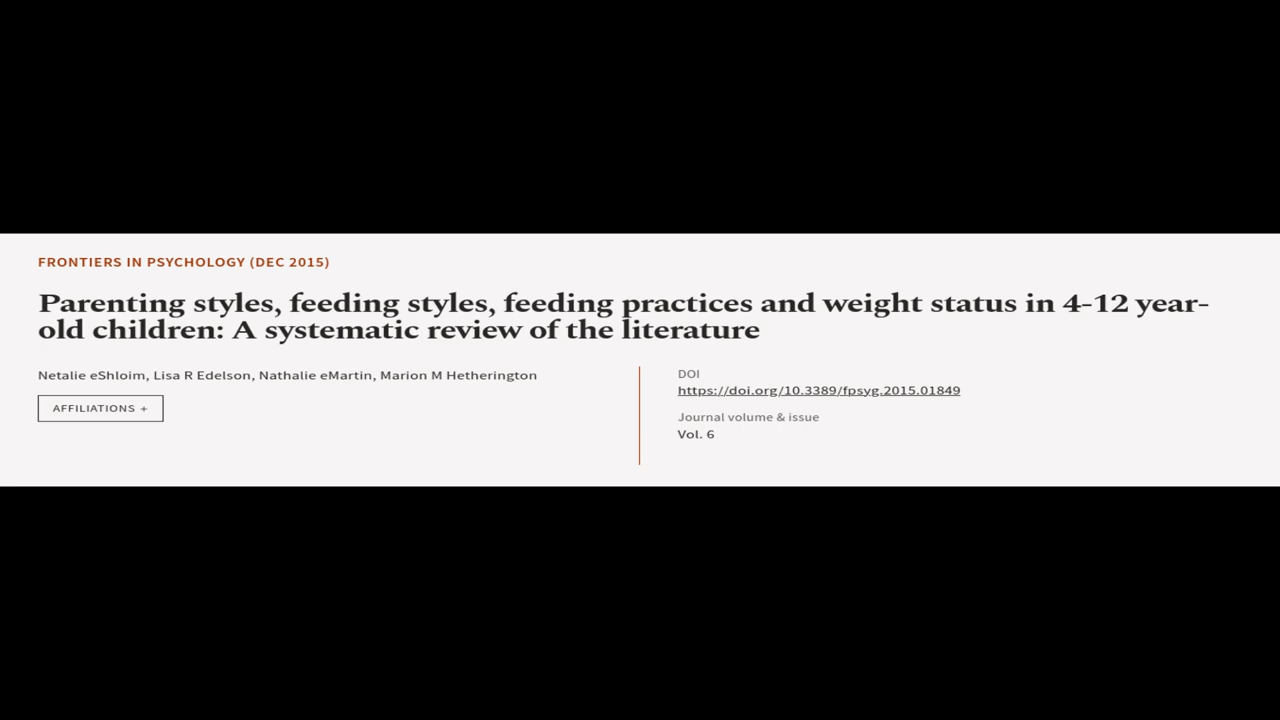 FRONTIERS IN PSYCHOLOGY (DEC 2015)
Parenting styles, feeding styles, feeding practices and weight status in 4-12 year-
old children: A systematic review of the literature
Netalie eShloim, Lisa R Edelson, Nathalie eMartin, Marion M Hetherington
AFFILIATIONS +
DOI
https://doi.org/10.3389/fpsyg.2015.01849
Journal volume & issue
Vol. 6